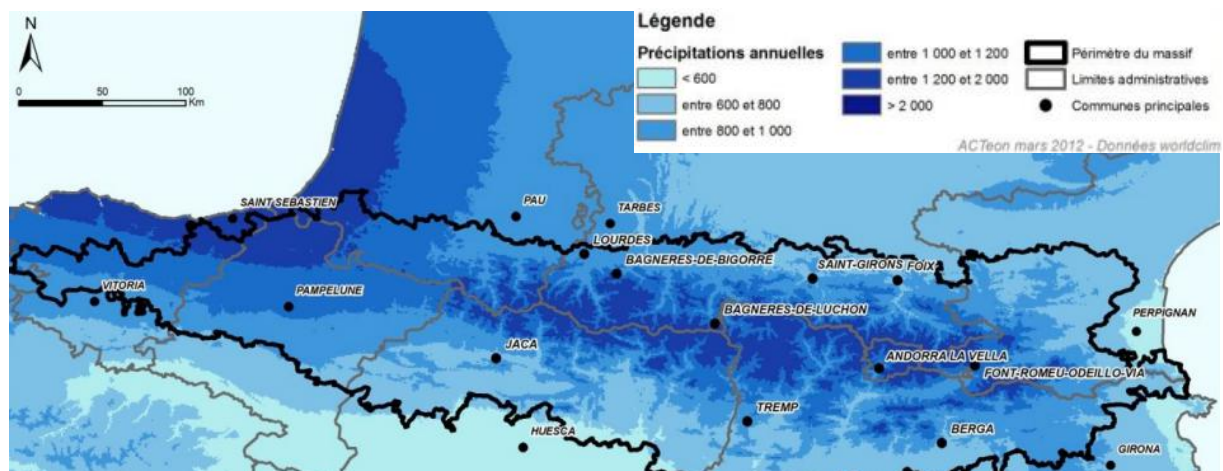 N
0 50 100
Km
Légende
Précipitations annuelles
< 600
entre 600 et 800
entre 800 et 1 000
entre 1 000 et 1 200
entre 1 200 et 2 000
> 2 000
Périmètre du massif
Limites administratives
Communes principales
ACTeon mars 2012 - Données worldclim
SAINT SEBASTIEN
PAU
TARBES
LOURDES
BAGNERES-DE-BIGORRE
SAINT-GIRONS
FOIX
VITORIA
PAMPELUNE
BAGNERES-DE-LUCHON
PERPIGNAN
JACA
ANDORRA LA VELLA
FONT-ROMEU-ODEILLO-VIA
TREMP
HUESCA
BERGA
GIRONA